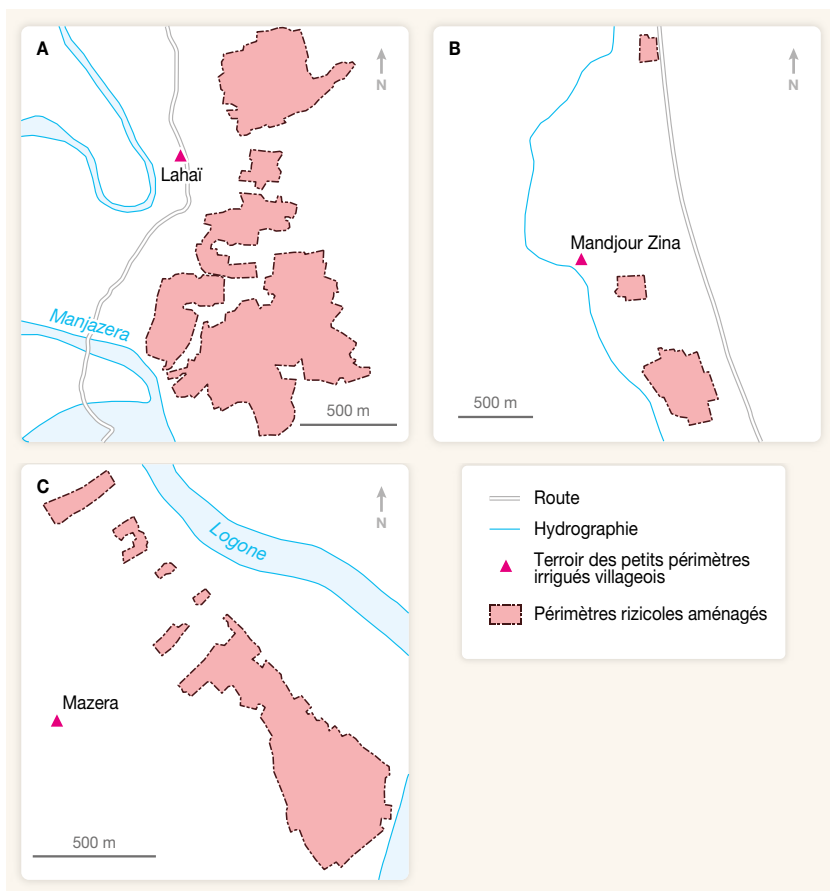 A
N
Lahaï
Manjazera
500 m
B
N
Mandjour Zina
500 m
C
N
Logone
Mazera
500 m
Route
Hydrographie
Terroir des petits périmètres
irrigués villageois
Périmètres rizicoles aménagés